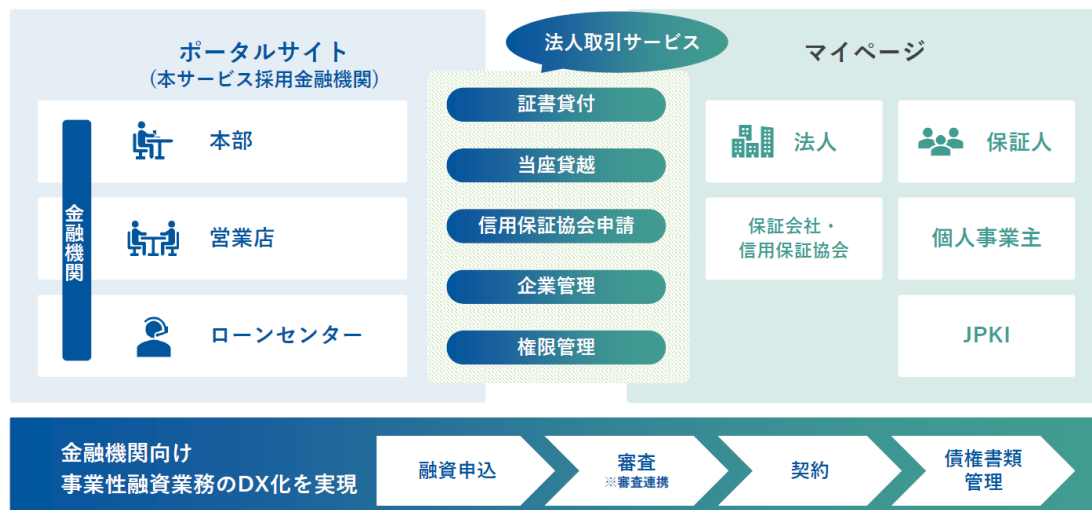 法人取引サービス
ポータルサイト
(本サービス採用金融機関)
金融機関
本部
営業店
ローンセンター
証書貸付
当座貸越
信用保証協会申請
企業管理
権限管理
マイページ
法人
保証人
保証会社・
信用保証協会
個人事業主
JPKI
金融機関向け
事業性融資業務のDX化を実現
融資申込
審査
※審査連携
契約
債権書類
管理